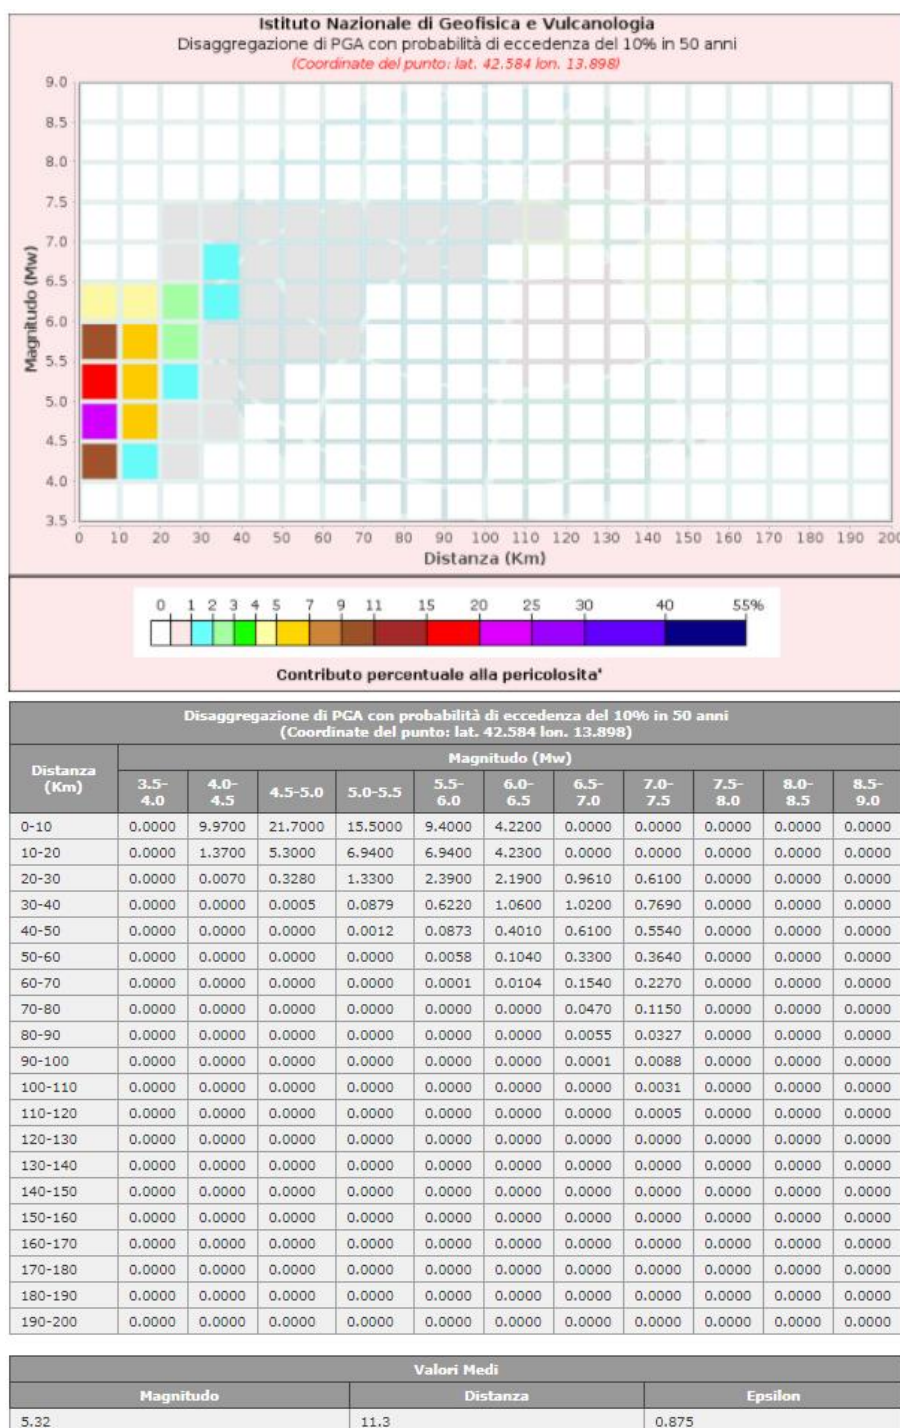 Istituto Nazionale di Geofisica e Vulcanologia
Disaggregazione di PGA con probabilità di eccedenza del 10% in 50 anni
(Coordinate del punto: lat. 42.584 lon. 13.898)
9.0
8.5
8.0
7.5
7.0
6.5
6.0
5.5
5.0
4.5
4.0
3.5
Magnitudo (Mw)
0 10 20 30 40 50 60 70 80 90 100 110 120 130 140 150 160 170 180 190 200
Distanza (Km)
0 1 2 3 4 5 7 9 11 15 20 25 30 40 55%
Contributo percentuale alla pericolosita'
Disaggregazione di PGA con probabilità di eccedenza del 10% in 50 anni
(Coordinate del punto: lat. 42.584 lon. 13.898)
Distanza (Km) Magnitudo (Mw)
3.5-4.0 4.0-4.5 4.5-5.0 5.0-5.5 5.5-6.0 6.0-6.5 6.5-7.0 7.0-7.5 7.5-8.0 8.0-8.5 8.5-9.0
0-10 0.0000 9.9700 21.7000 15.5000 9.4000 4.2200 0.0000 0.0000 0.0000 0.0000 0.0000
10-20 0.0000 1.3700 5.3000 6.9400 6.9400 4.2300 0.0000 0.0000 0.0000 0.0000 0.0000
20-30 0.0000 0.0070 0.3280 1.3300 2.3900 2.1900 0.9610 0.6100 0.0000 0.0000 0.0000
30-40 0.0000 0.0000 0.0005 0.0879 0.6220 1.0600 1.0200 0.7690 0.0000 0.0000 0.0000
40-50 0.0000 0.0000 0.0000 0.0012 0.0873 0.4010 0.6100 0.5540 0.0000 0.0000 0.0000
50-60 0.0000 0.0000 0.0000 0.0000 0.0058 0.1040 0.3300 0.3640 0.0000 0.0000 0.0000
60-70 0.0000 0.0000 0.0000 0.0000 0.0001 0.0104 0.1540 0.2270 0.0000 0.0000 0.0000
70-80 0.0000 0.0000 0.0000 0.0000 0.0000 0.0000 0.0470 0.1150 0.0000 0.0000 0.0000
80-90 0.0000 0.0000 0.0000 0.0000 0.0000 0.0000 0.0055 0.0327 0.0000 0.0000 0.0000
90-100 0.0000 0.0000 0.0000 0.0000 0.0000 0.0000 0.0001 0.0088 0.0000 0.0000 0.0000
100-110 0.0000 0.0000 0.0000 0.0000 0.0000 0.0000 0.0000 0.0031 0.0000 0.0000 0.0000
110-120 0.0000 0.0000 0.0000 0.0000 0.0000 0.0000 0.0000 0.0005 0.0000 0.0000 0.0000
120-130 0.0000 0.0000 0.0000 0.0000 0.0000 0.0000 0.0000 0.0000 0.0000 0.0000 0.0000
130-140 0.0000 0.0000 0.0000 0.0000 0.0000 0.0000 0.0000 0.0000 0.0000 0.0000 0.0000
140-150 0.0000 0.0000 0.0000 0.0000 0.0000 0.0000 0.0000 0.0000 0.0000 0.0000 0.0000
150-160 0.0000 0.0000 0.0000 0.0000 0.0000 0.0000 0.0000 0.0000 0.0000 0.0000 0.0000
160-170 0.0000 0.0000 0.0000 0.0000 0.0000 0.0000 0.0000 0.0000 0.0000 0.0000 0.0000
170-180 0.0000 0.0000 0.0000 0.0000 0.0000 0.0000 0.0000 0.0000 0.0000 0.0000 0.0000
180-190 0.0000 0.0000 0.0000 0.0000 0.0000 0.0000 0.0000 0.0000 0.0000 0.0000 0.0000
190-200 0.0000 0.0000 0.0000 0.0000 0.0000 0.0000 0.0000 0.0000 0.0000 0.0000 0.0000
Valori Medi
Magnitudo Distanza Epsilon
5.32 11.3 0.875